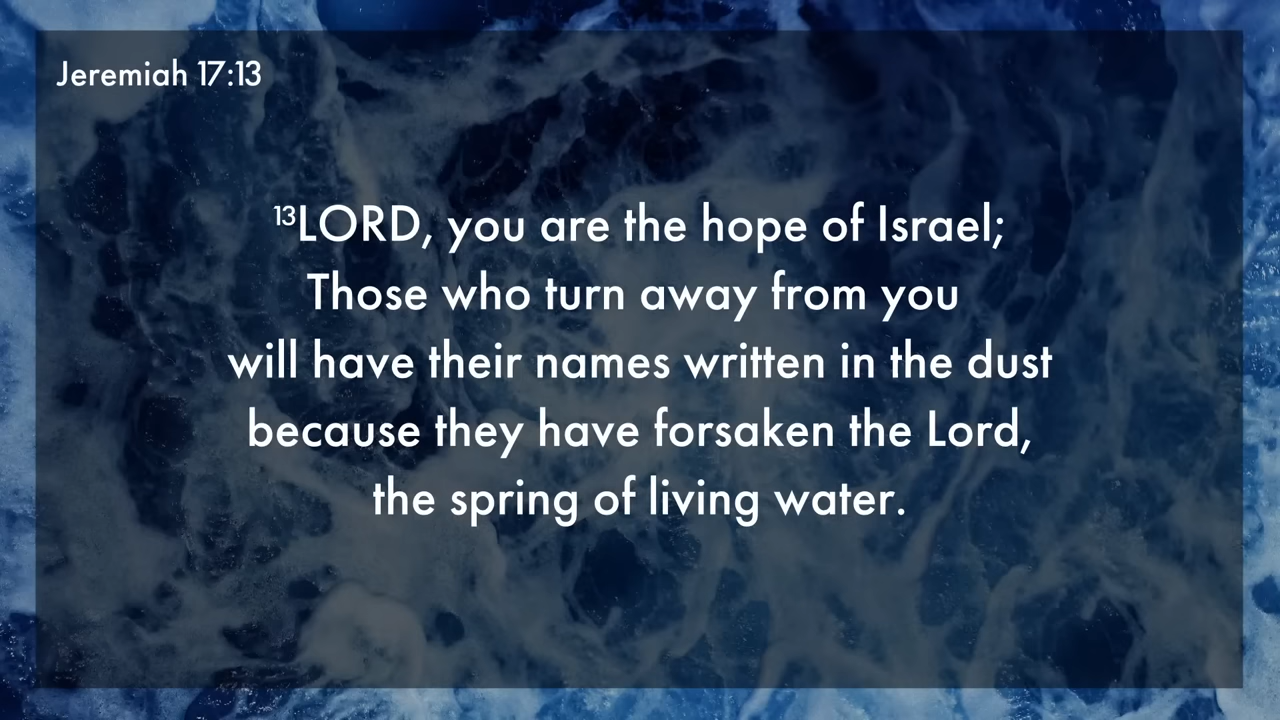 Jeremiah 17:13
¹³LORD, you are the hope of Israel;
Those who turn away from you
will have their names written in the dust
because they have forsaken the Lord,
the spring of living water.